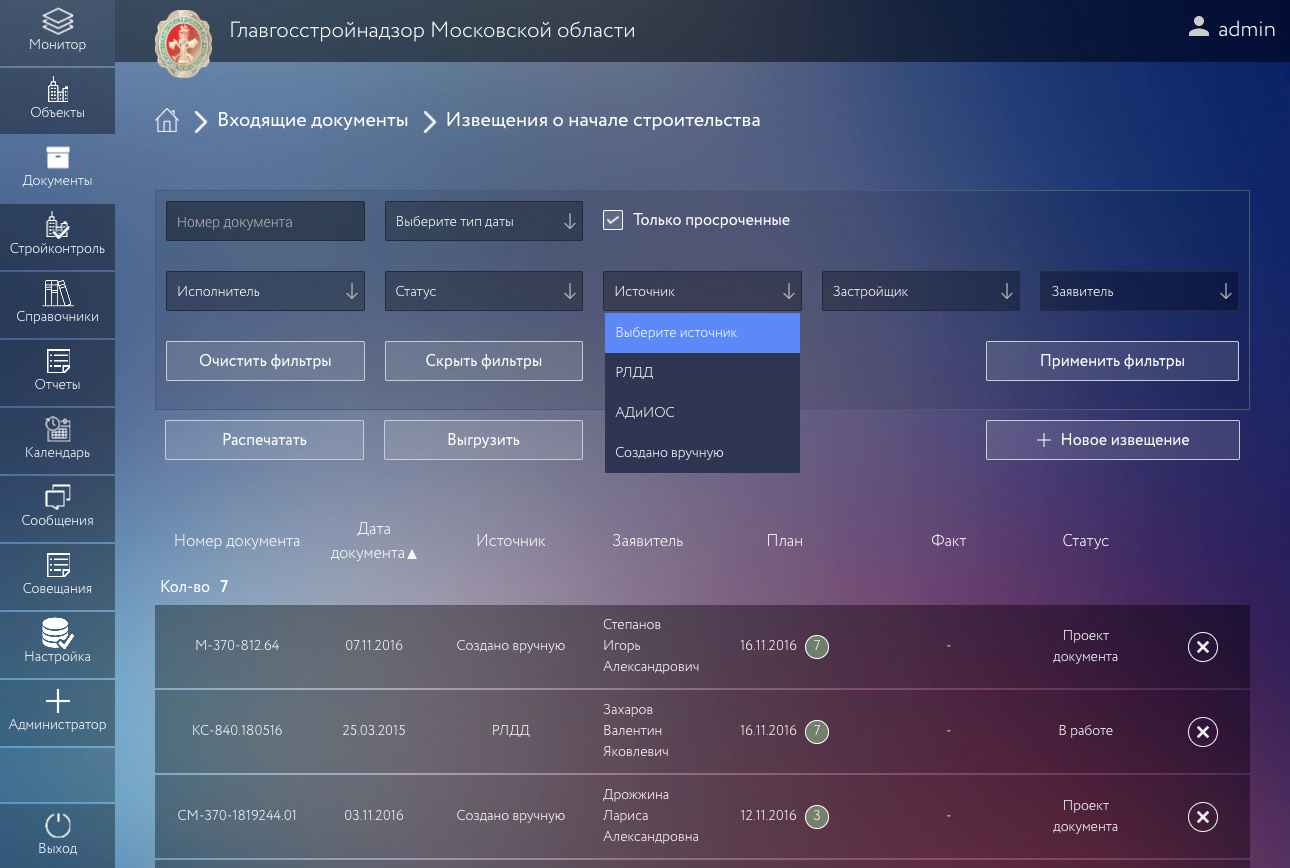 Главгосстройнадзор Московской области
admin
Монитор
Объекты
Документы
Стройконтроль
Справочники
Отчеты
Календарь
Сообщения
Совещания
Настройка
Администратор
Выход
Входящие документы
Извещения о начале строительства
Номер документа
Выберите тип даты
Только просроченные
Исполнитель
Статус
Источник
Застройщик
Заявитель
Выберите источник
РЛДД
АДиИОС
Создано вручную
Очистить фильтры
Скрыть фильтры
Применить фильтры
Распечатать
Выгрузить
Новое извещение
Номер документа
Дата
документа▲
Источник
Заявитель
План
Факт
Статус
Кол-во 7
М-370-812.64
07.11.2016
Создано вручную
Степанов
Игорь
Александрович
16.11.2016 7
-
Проект
документа
КС-840.180516
25.03.2015
РЛДД
Захаров
Валентин
Яковлевич
16.11.2016 7
-
В работе
СМ-370-1819244.01
03.11.2016
Создано вручную
Дрожжина
Лариса
Александровна
12.11.2016 3
-
Проект
документа